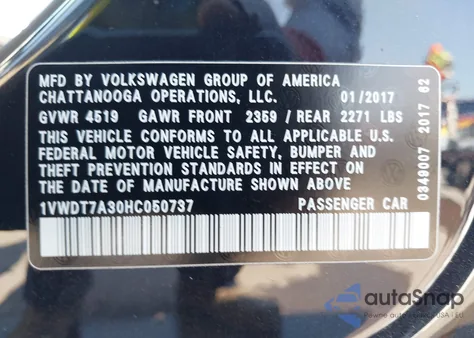 MFD BY VOLKSWAGEN GROUP OF AMERICA
CHATTANOOGA OPERATIONS, LLC. 01/2017
GVWR 4519 GAWR FRONT 2359 / REAR 2271 LBS
THIS VEHICLE CONFORMS TO ALL APPLICABLE U.S.
FEDERAL MOTOR VEHICLE SAFETY, BUMPER AND
THEFT PREVENTION STANDARDS IN EFFECT ON THE
DATE OF MANUFACTURE SHOWN ABOVE
1VWDT7A30HC050737 PASSENGER CAR
0349007 2017 62
autoSnap